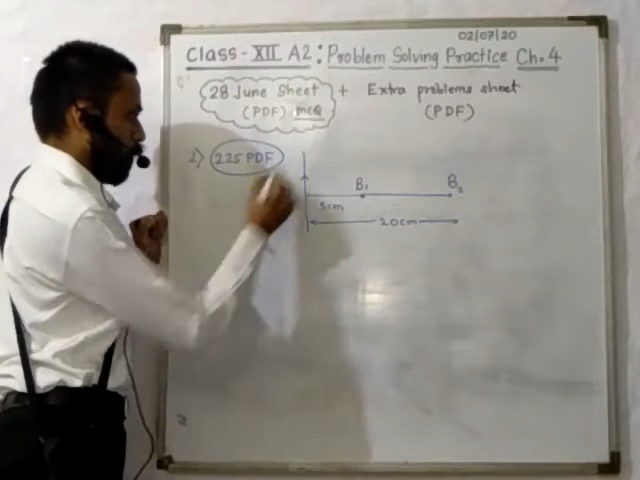 02/07/20
Class - XII A2 : Problem Solving Practice Ch. 4
28 June Sheet + Extra problems sheet
(PDF) MCQ (PDF)
2) 225 PDF
B₁ B₂
5cm
20cm